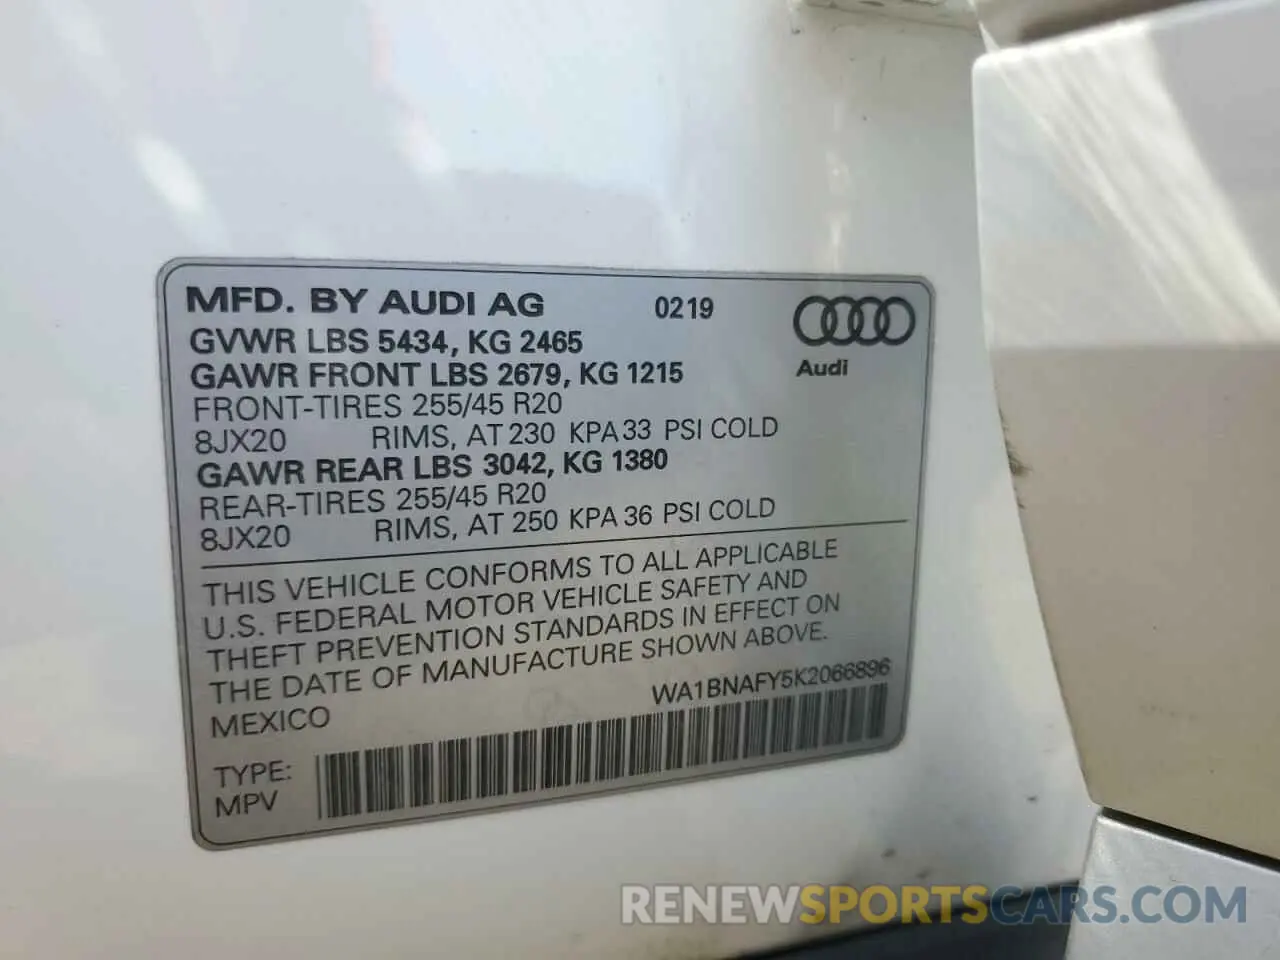 MFD. BY AUDI AG 0219
GVWR LBS 5434, KG 2465
GAWR FRONT LBS 2679, KG 1215
Audi
FRONT-TIRES 255/45 R20
8JX20 RIMS, AT 230 KPA 33 PSI COLD
GAWR REAR LBS 3042, KG 1380
REAR-TIRES 255/45 R20
8JX20 RIMS, AT 250 KPA 36 PSI COLD
THIS VEHICLE CONFORMS TO ALL APPLICABLE
U.S. FEDERAL MOTOR VEHICLE SAFETY AND
THEFT PREVENTION STANDARDS IN EFFECT ON
THE DATE OF MANUFACTURE SHOWN ABOVE.
MEXICO WA1BNAFY5K2066896
TYPE:
MPV
RENEWSPORTSCARS.COM